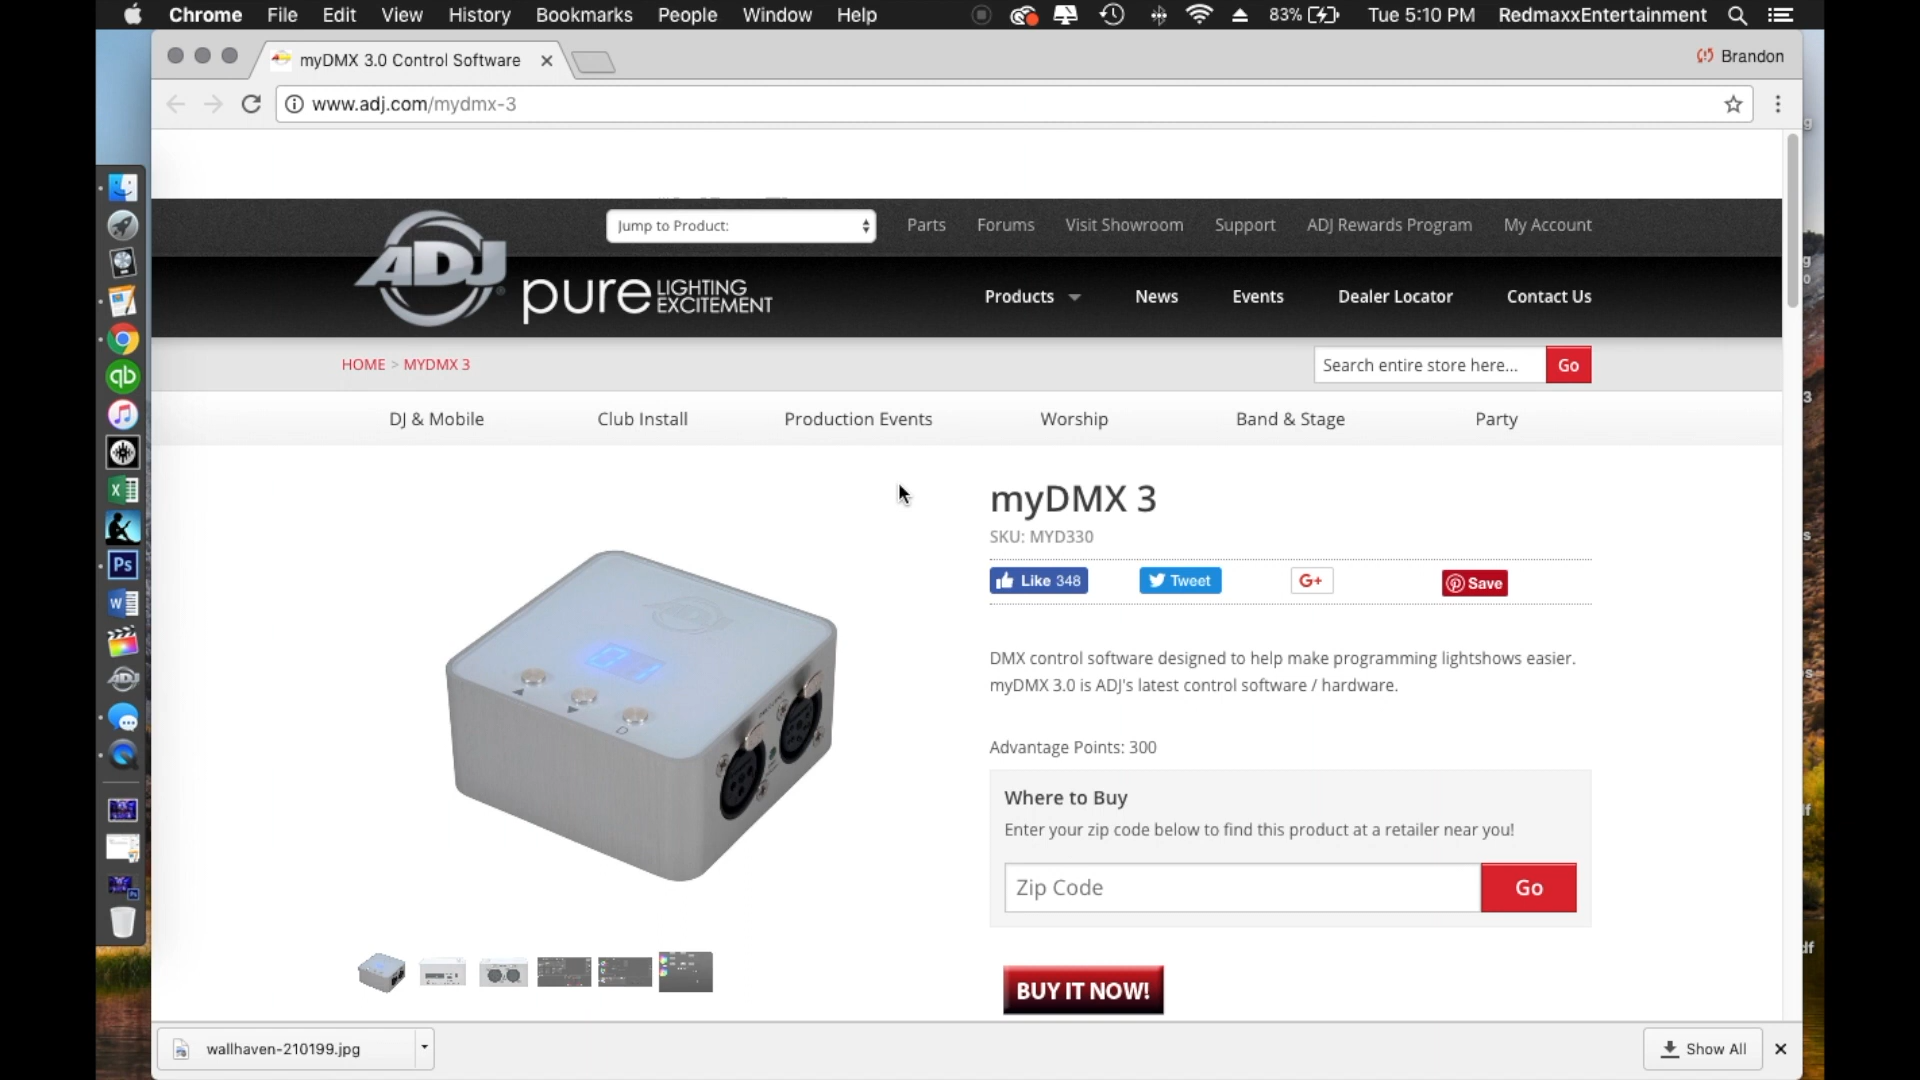 Chrome File Edit View History Bookmarks People Window Help 83% Tue 5:10 PM RedmaxxEntertainment
myDMX 3.0 Control Software Brandon
www.adj.com/mydmx-3
Jump to Product: Parts Forums Visit Showroom Support ADJ Rewards Program My Account
ADJ pure LIGHTING EXCITEMENT
Products News Events Dealer Locator Contact Us
HOME > MYDMX 3 Search entire store here... Go
DJ & Mobile Club Install Production Events Worship Band & Stage Party
myDMX 3
SKU: MYD330
Like 348 Tweet G+ Save
DMX control software designed to help make programming lightshows easier.
myDMX 3.0 is ADJ's latest control software / hardware.
Advantage Points: 300
Where to Buy
Enter your zip code below to find this product at a retailer near you!
Zip Code Go
BUY IT NOW!
wallhaven-210199.jpg Show All
qb
X
Ps
W
ADJ